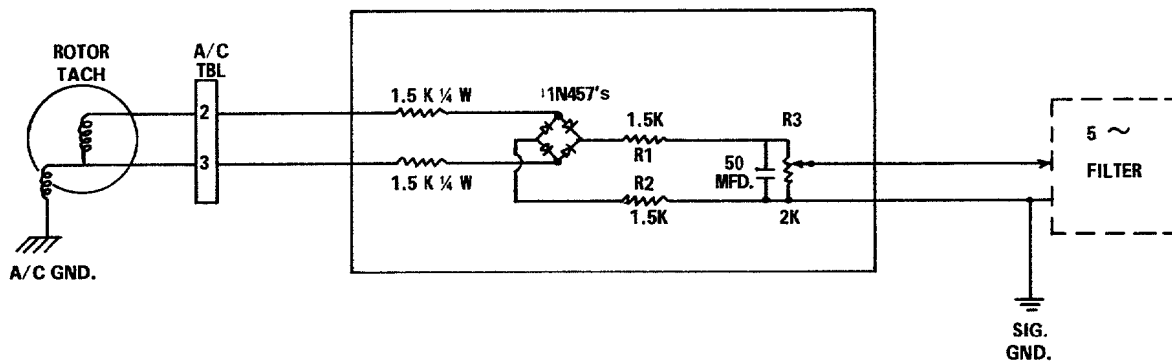 ROTOR
TACH
A/C
TBL
2
3
A/C GND.
1.5 K ¼ W
1.5 K ¼ W
1N457's
1.5K
R1
R2
1.5K
50
MFD.
R3
2K
5 ~
FILTER
SIG.
GND.